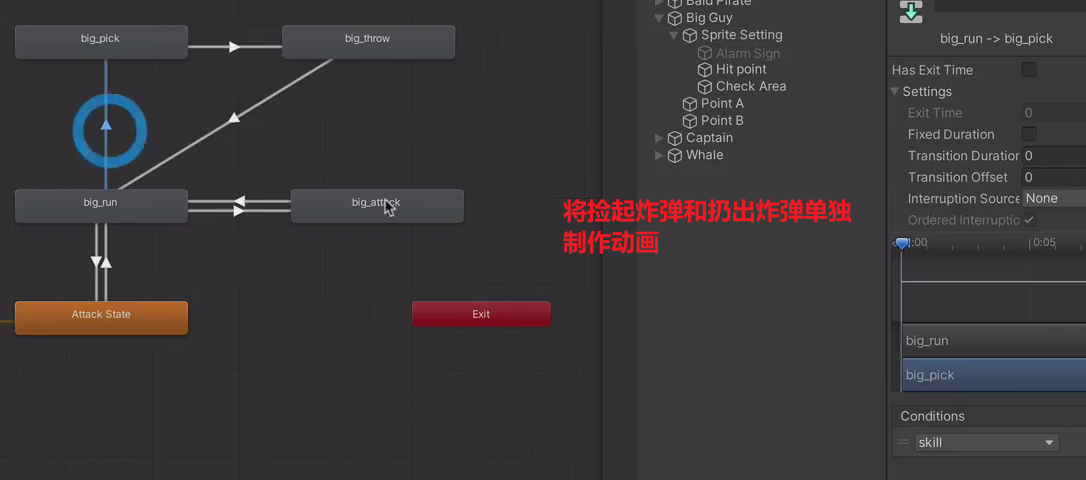 big_pick
big_throw
big_run
big_attack
Attack State
Exit
Bald Pirate
Big Guy
Sprite Setting
Alarm Sign
Hit point
Check Area
Point A
Point B
Captain
Whale
将捡起炸弹和扔出炸弹单独
制作动画
big_run -> big_pick
Has Exit Time
Settings
Exit Time 0
Fixed Duration
Transition Duration 0
Transition Offset 0
Interruption Source None
Ordered Interruptio
:00 0:05
big_run
big_pick
Conditions
skill